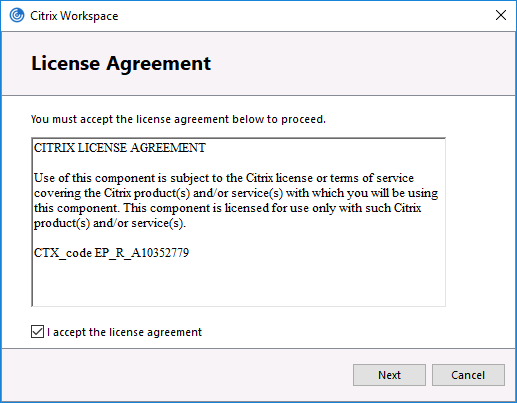 Citrix Workspace
License Agreement
You must accept the license agreement below to proceed.
CITRIX LICENSE AGREEMENT
Use of this component is subject to the Citrix license or terms of service
covering the Citrix product(s) and/or service(s) with which you will be using
this component. This component is licensed for use only with such Citrix
product(s) and/or service(s).
CTX_code EP_R_A10352779
I accept the license agreement
Next
Cancel